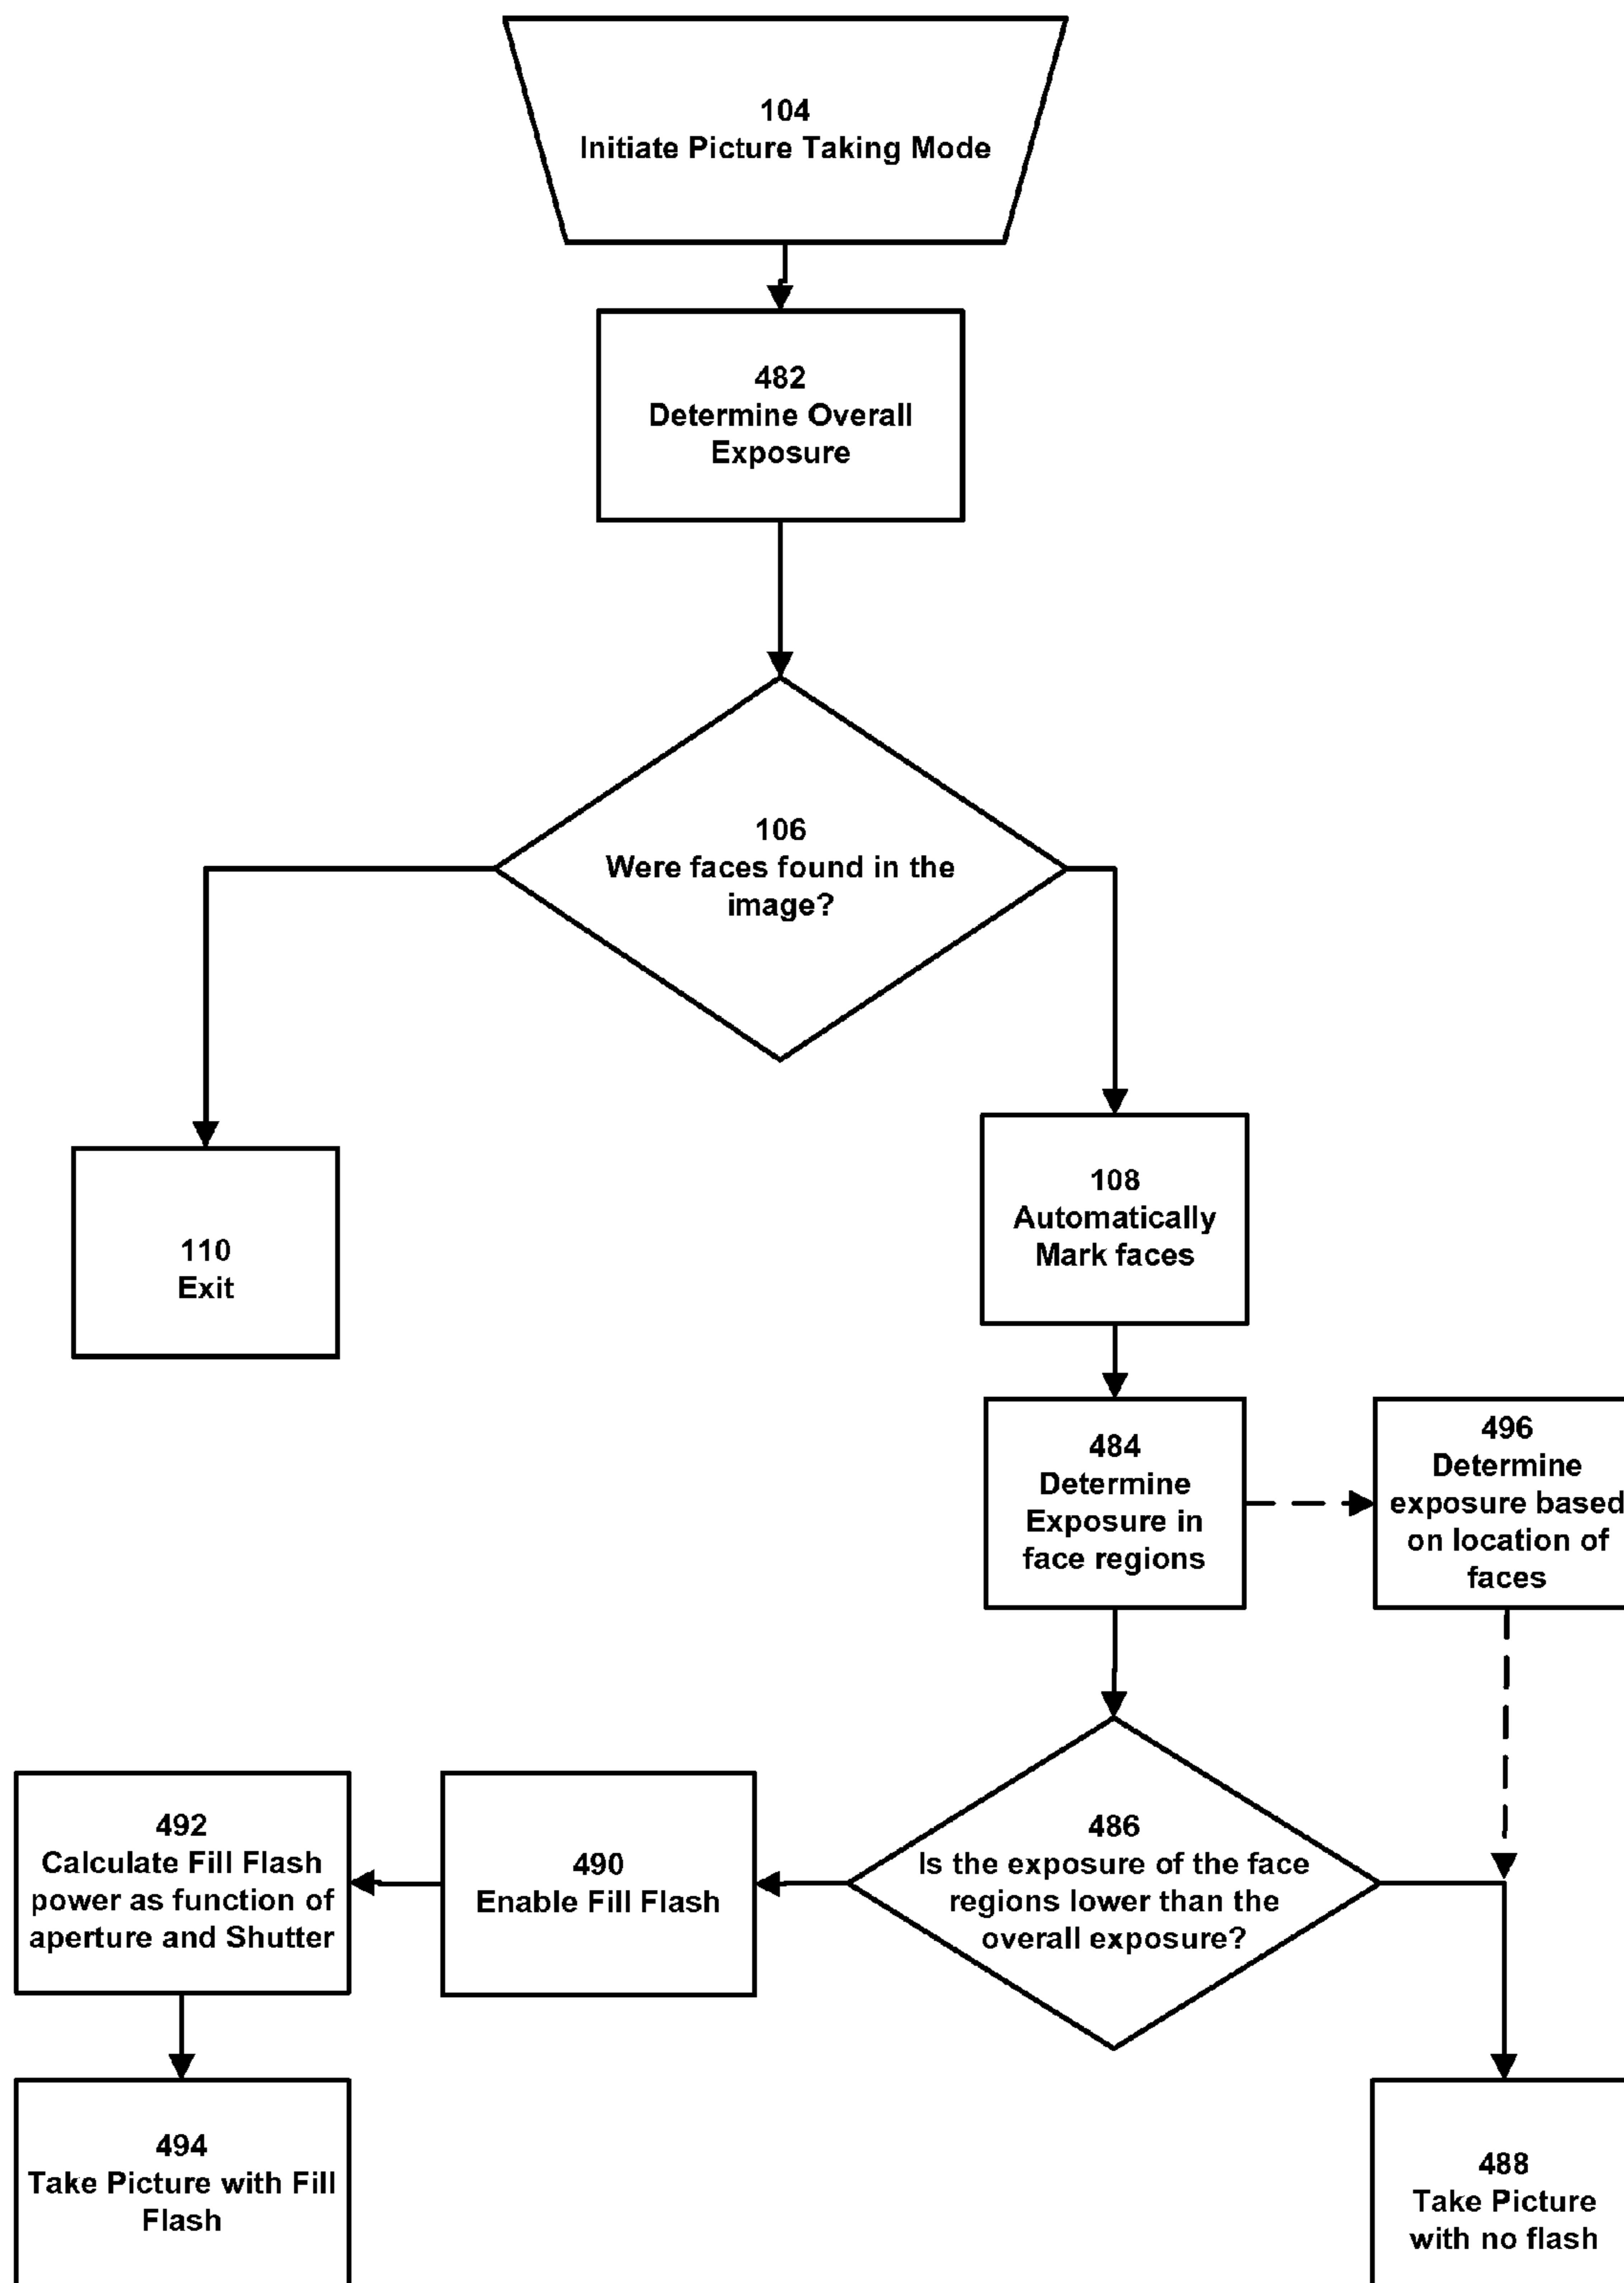 104
Initiate Picture Taking Mode
482
Determine Overall
Exposure
106
Were faces found in the
image?
110
Exit
108
Automatically
Mark faces
484
Determine
Exposure in
face regions
496
Determine
exposure based
on location of
faces
486
Is the exposure of the face
regions lower than the
overall exposure?
490
Enable Fill Flash
492
Calculate Fill Flash
power as function of
aperture and Shutter
494
Take Picture with Fill
Flash
488
Take Picture
with no flash